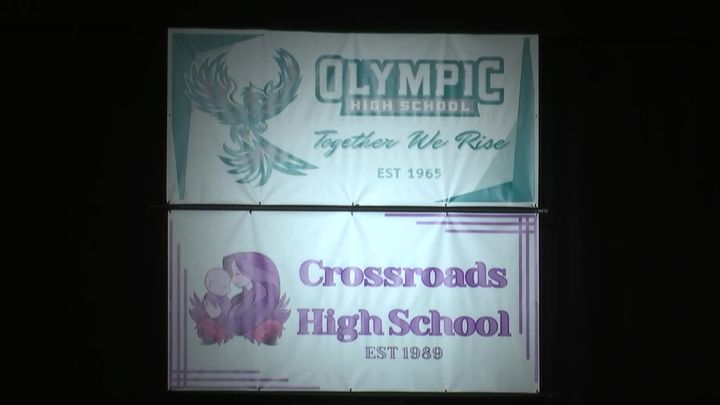 OLYMPIC
HIGH SCHOOL
Together We Rise
EST 1965
Crossroads
High School
EST 1989